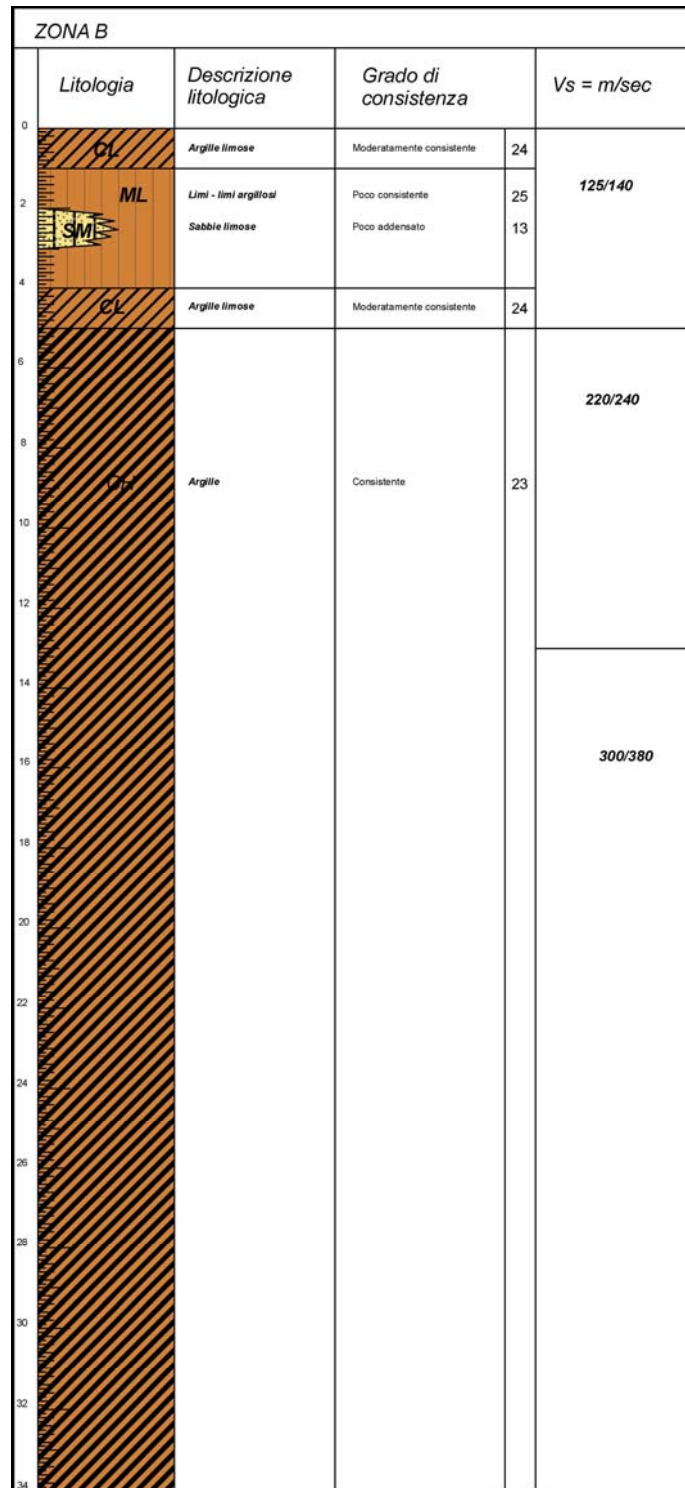 ZONA B
Litologia
Descrizione
litologica
Grado di
consistenza
Vs = m/sec
0
CL
Argille limose
Moderatamente consistente
24
125/140
ML
Limi - limi argillosi
Poco consistente
25
2
SM
Sabbie limose
Poco addensato
13
4
CL
Argille limose
Moderatamente consistente
24
6
220/240
8
Argille
Consistente
23
10
12
14
300/380
16
18
20
22
24
26
28
30
32
34